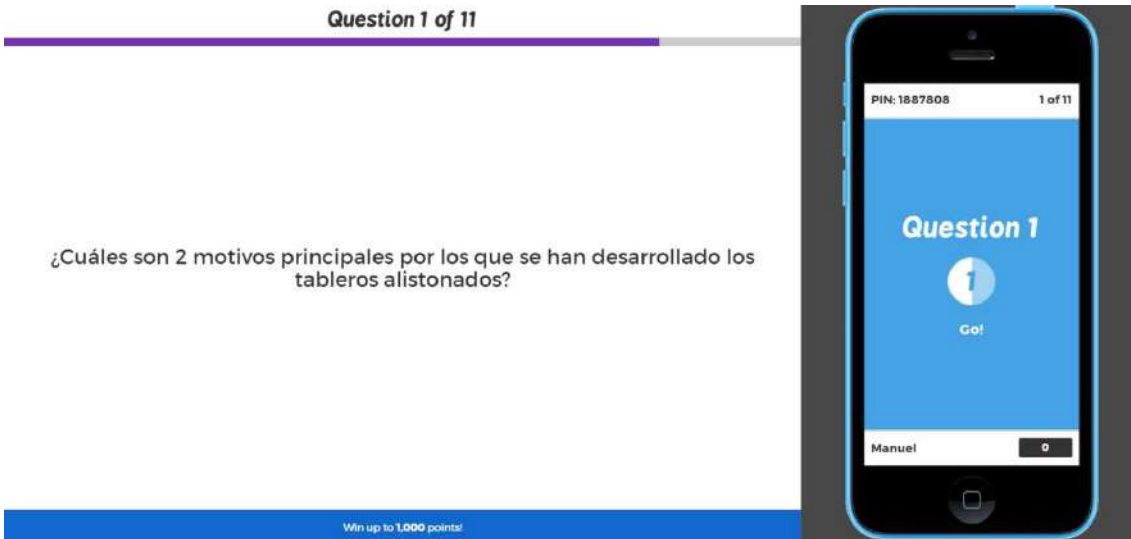 Question 1 of 11
¿Cuáles son 2 motivos principales por los que se han desarrollado los
tableros alistonados?
Win up to 1,000 points!
PIN: 1887808 1 of 11
Question 1
1
Go!
Manuel 0